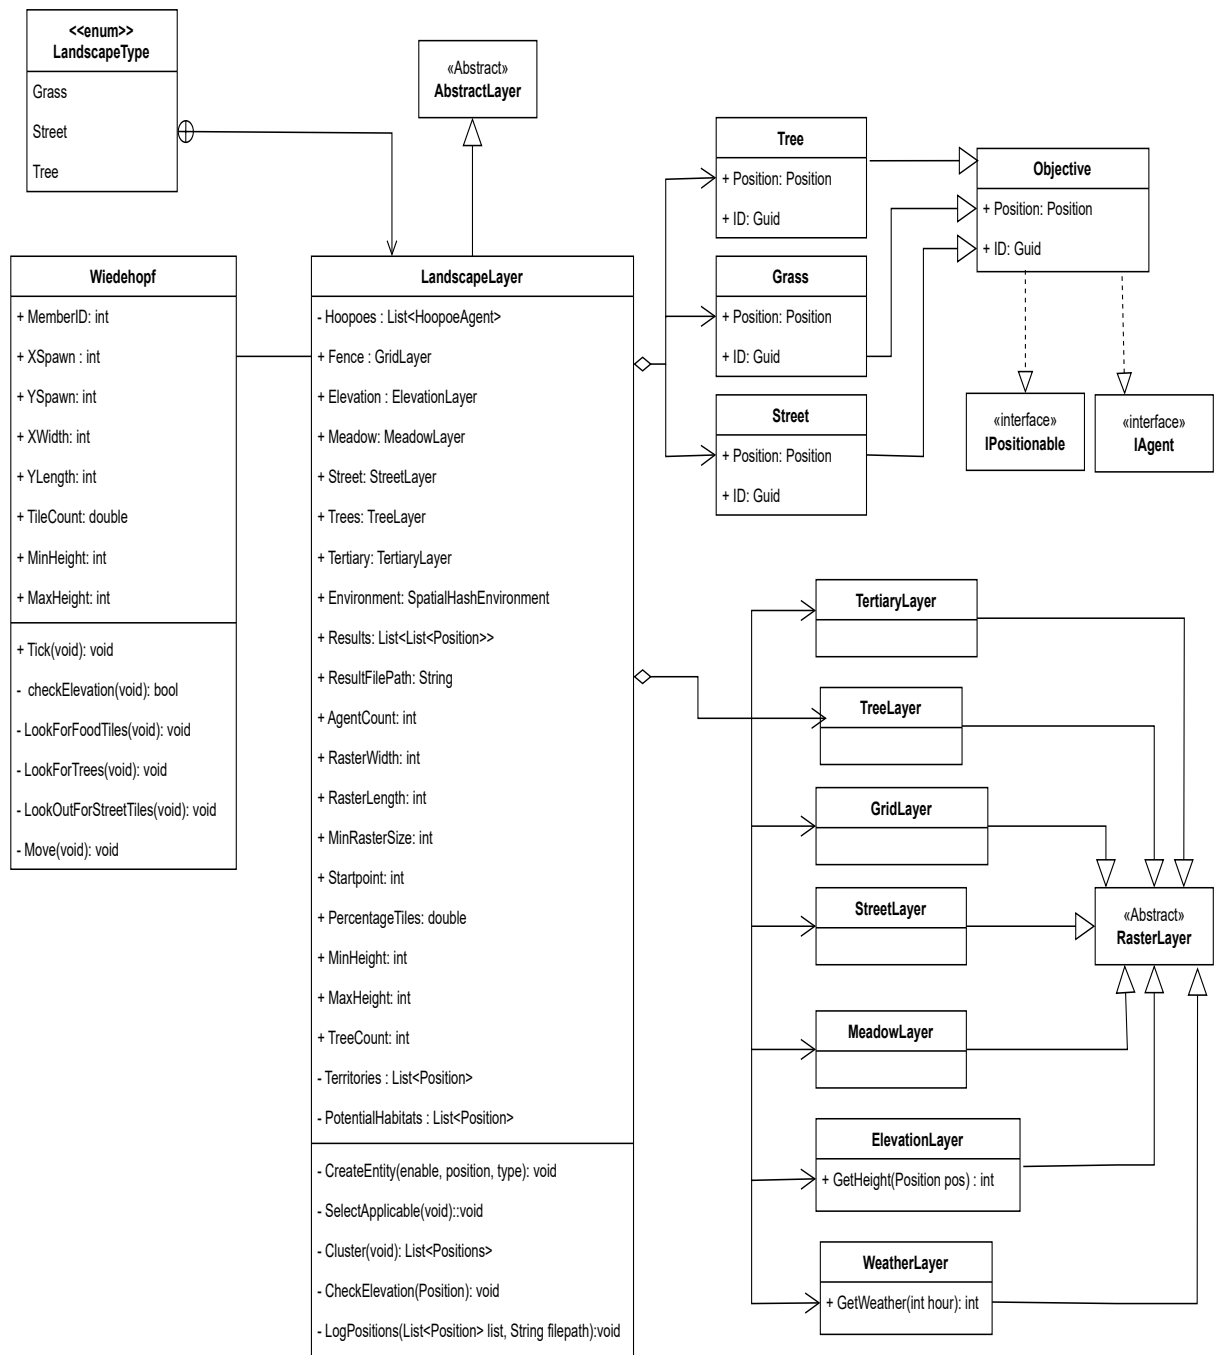 <<enum>>
LandscapeType
Grass
Street
Tree
«Abstract»
AbstractLayer
Wiedehopf
+ MemberID: int
+ XSpawn : int
+ YSpawn: int
+ XWidth: int
+ YLength: int
+ TileCount: double
+ MinHeight: int
+ MaxHeight: int
+ Tick(void): void
- checkElevation(void): bool
- LookForFoodTiles(void): void
- LookForTrees(void): void
- LookOutForStreetTiles(void): void
- Move(void): void
LandscapeLayer
- Hoopoes : List<HoopoeAgent>
+ Fence : GridLayer
+ Elevation : ElevationLayer
+ Meadow: MeadowLayer
+ Street: StreetLayer
+ Trees: TreeLayer
+ Tertiary: TertiaryLayer
+ Environment: SpatialHashEnvironment
+ Results: List<List<Position>>
+ ResultFilePath: String
+ AgentCount: int
+ RasterWidth: int
+ RasterLength: int
+ MinRasterSize: int
+ Startpoint: int
+ PercentageTiles: double
+ MinHeight: int
+ MaxHeight: int
+ TreeCount: int
- Territories : List<Position>
- PotentialHabitats : List<Position>
- CreateEntity(enable, position, type): void
- SelectApplicable(void)::void
- Cluster(void): List<Positions>
- CheckElevation(Position): void
- LogPositions(List<Position> list, String filepath):void
Tree
+ Position: Position
+ ID: Guid
Grass
+ Position: Position
+ ID: Guid
Street
+ Position: Position
+ ID: Guid
Objective
+ Position: Position
+ ID: Guid
«interface»
IPositionable
«interface»
IAgent
TertiaryLayer
TreeLayer
GridLayer
StreetLayer
«Abstract»
RasterLayer
MeadowLayer
ElevationLayer
+ GetHeight(Position pos) : int
WeatherLayer
+ GetWeather(int hour): int